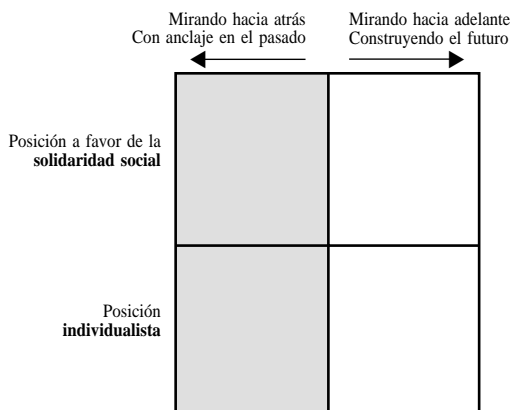 Mirando hacia atrás
Con anclaje en el pasado
Mirando hacia adelante
Construyendo el futuro
Posición a favor de la
solidaridad social
Posición
individualista